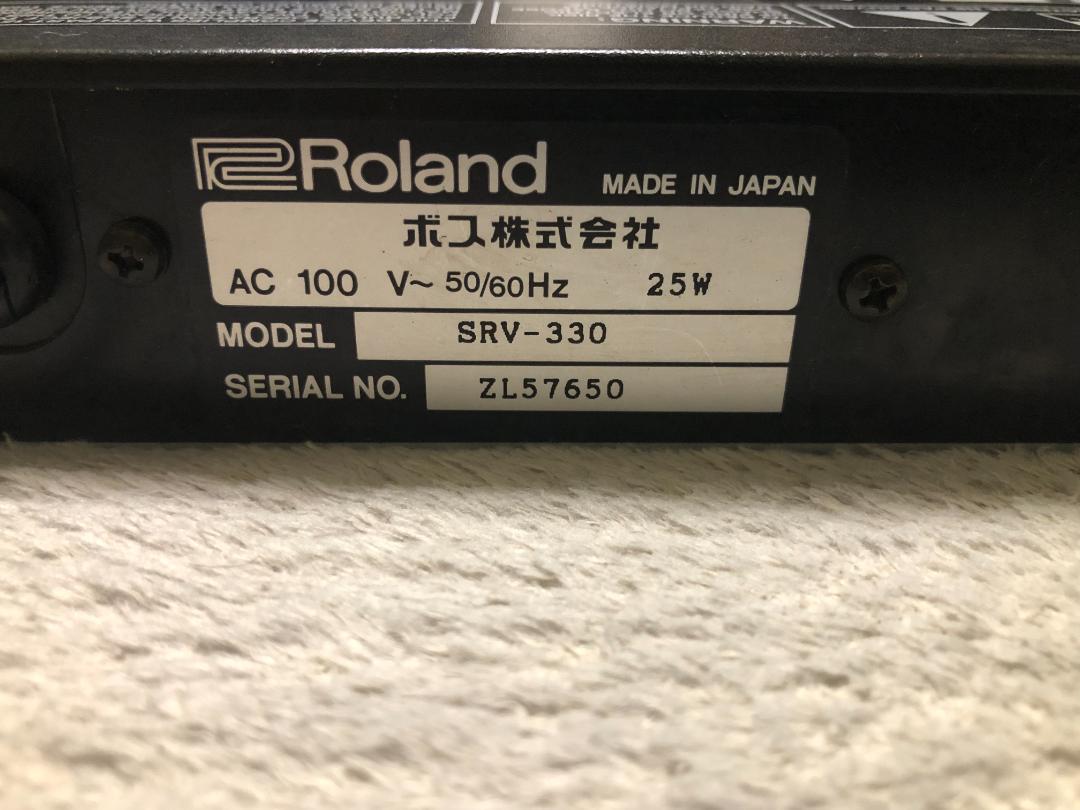 WARNING
Roland
MADE IN JAPAN
ボス株式会社
AC 100 V~ 50/60Hz 25W
MODEL SRV-330
SERIAL NO. ZL57650